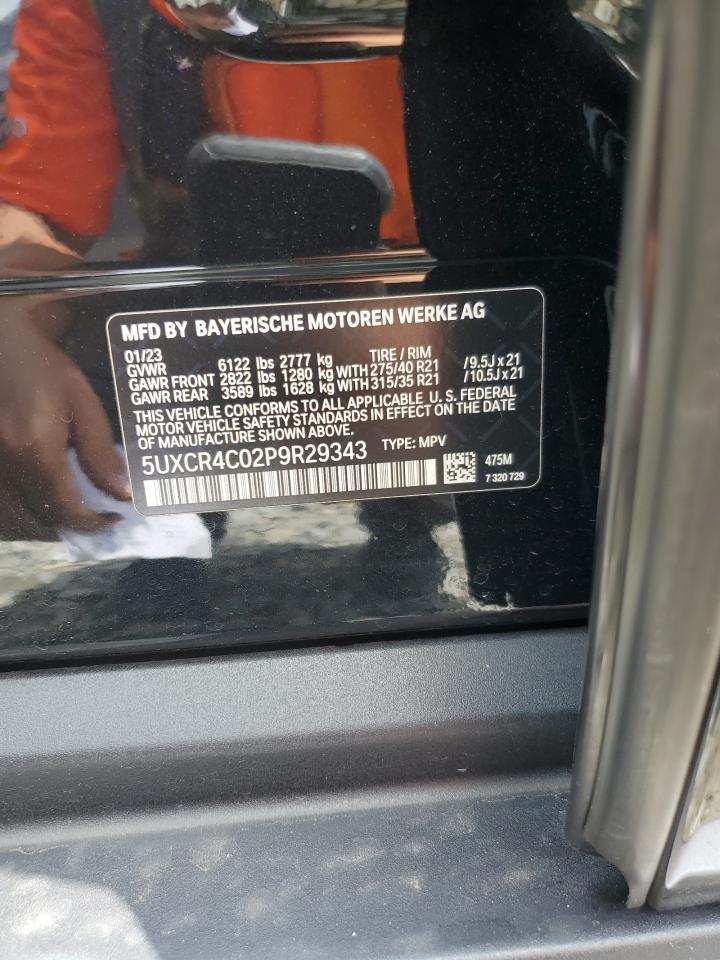 MFD BY BAYERISCHE MOTOREN WERKE AG
01/23
GVWR 6122 lbs 2777 kg TIRE / RIM
GAWR FRONT 2822 lbs 1280 kg WITH 275/40 R21 /9.5J x 21
GAWR REAR 3589 lbs 1628 kg WITH 315/35 R21 /10.5J x 21
THIS VEHICLE CONFORMS TO ALL APPLICABLE U. S. FEDERAL
MOTOR VEHICLE SAFETY STANDARDS IN EFFECT ON THE DATE
OF MANUFACTURE SHOWN ABOVE.
5UXCR4C02P9R29343 TYPE: MPV
475M
7 320 729